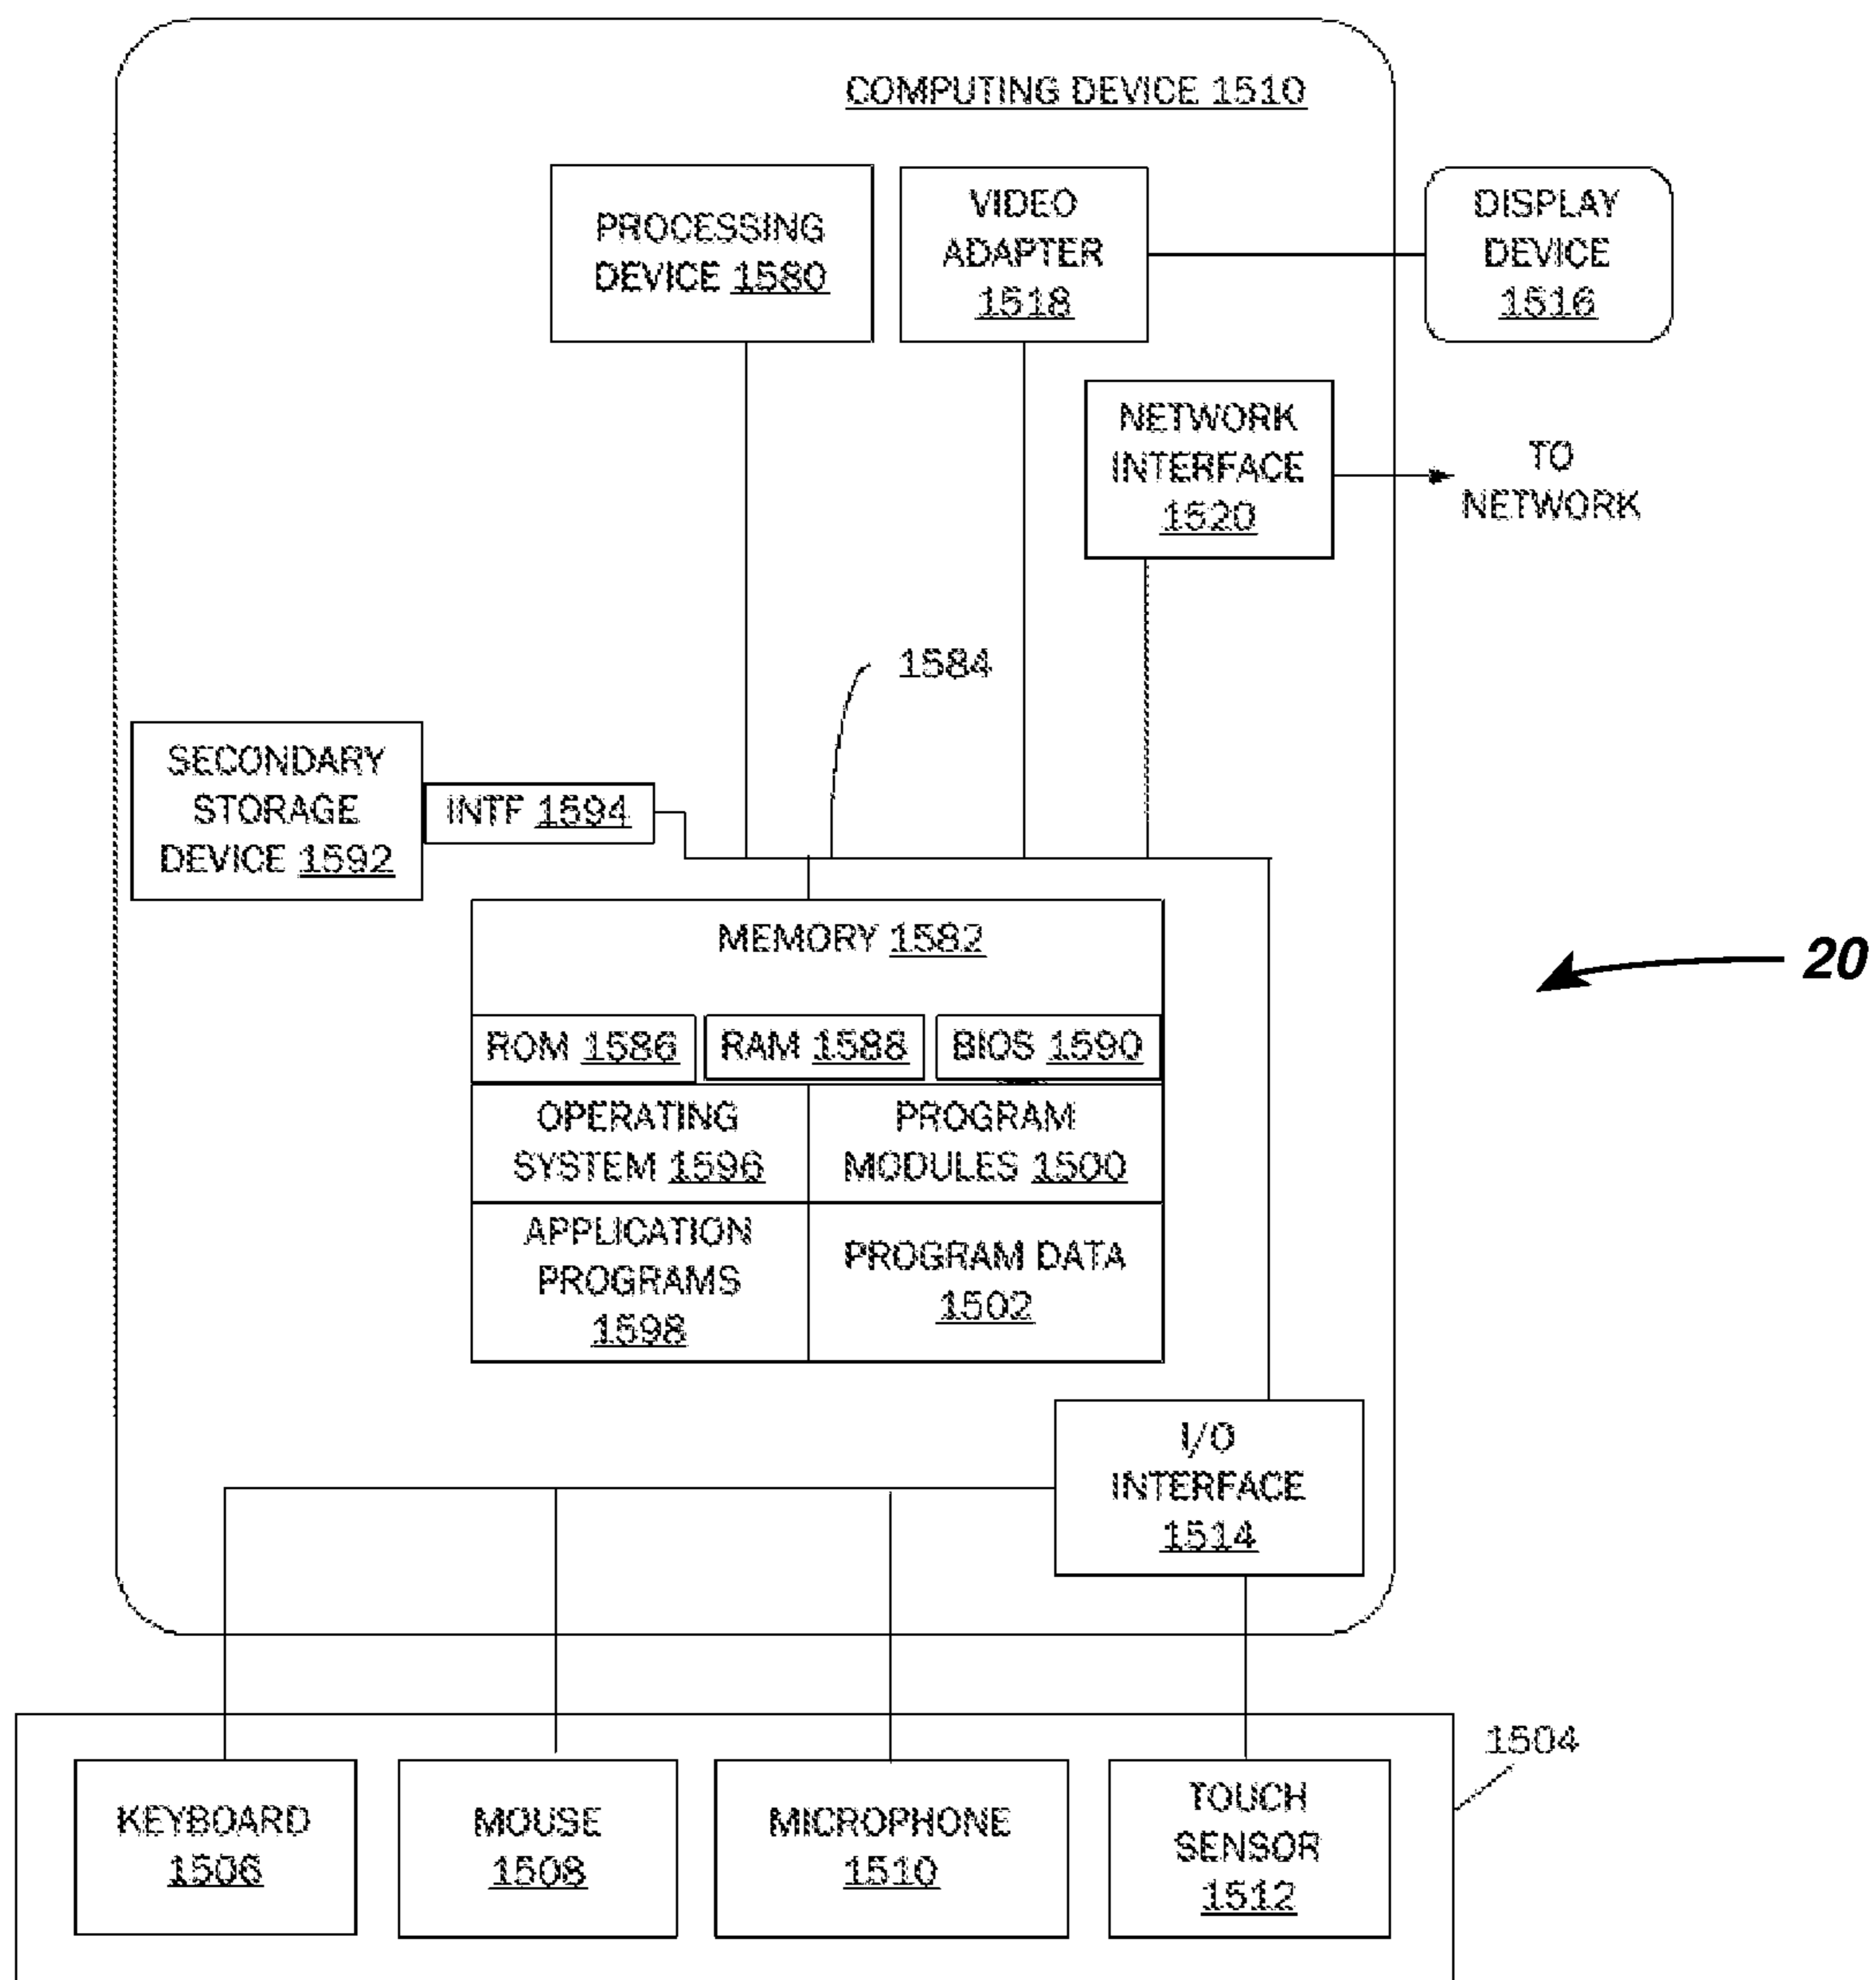 COMPUTING DEVICE 1510
PROCESSING
DEVICE 1580
VIDEO
ADAPTER
1518
DISPLAY
DEVICE
1516
NETWORK
INTERFACE
1520
TO
NETWORK
1584
SECONDARY
STORAGE
DEVICE 1592
INTF 1594
MEMORY 1582
20
ROM 1586
RAM 1588
BIOS 1590
OPERATING
SYSTEM 1596
PROGRAM
MODULES 1500
APPLICATION
PROGRAMS
1598
PROGRAM DATA
1502
I/O
INTERFACE
1514
1504
KEYBOARD
1506
MOUSE
1508
MICROPHONE
1510
TOUCH
SENSOR
1512